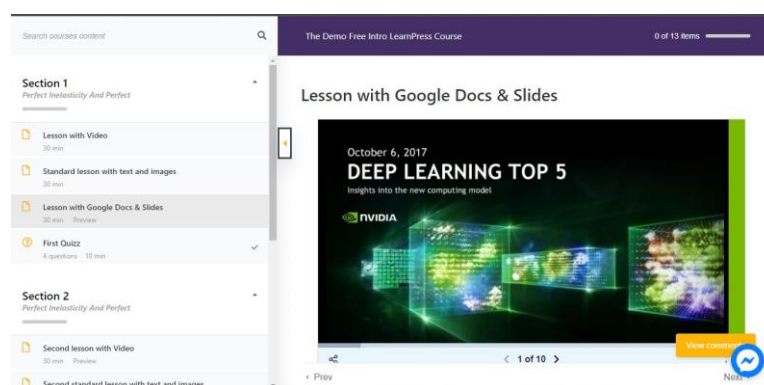 Search courses content
The Demo Free Intro LearnPress Course
0 of 13 items
Section 1
Perfect Inelasticity And Perfect
Lesson with Video
30 min
Standard lesson with text and images
30 min
Lesson with Google Docs & Slides
30 min Preview
First Quizz
4 questions 10 min
Section 2
Perfect Inelasticity And Perfect
Second lesson with Video
30 min Preview
Second standard lesson with text and images
Lesson with Google Docs & Slides
October 6, 2017
DEEP LEARNING TOP 5
Insights into the new computing model
NVIDIA
View comments
1 of 10
Prev
Next